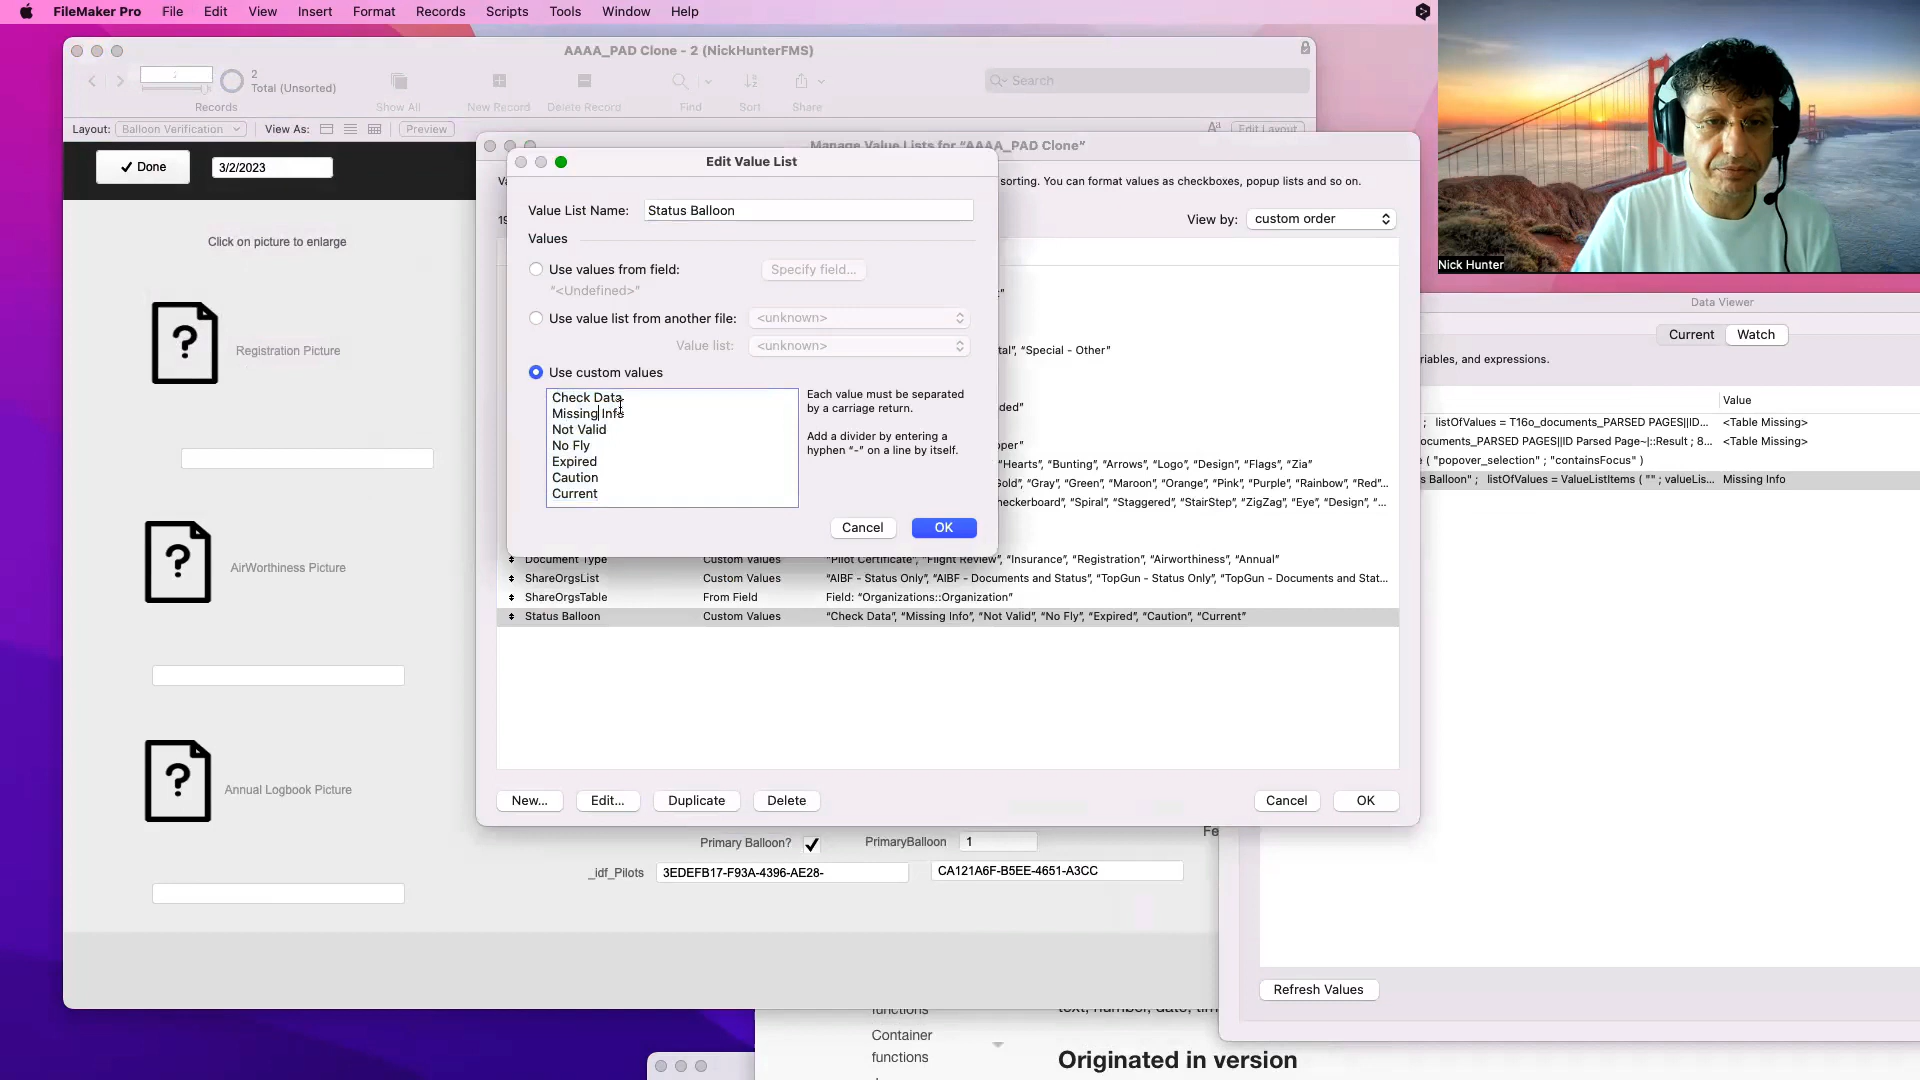 FileMaker Pro File Edit View Insert Format Records Scripts Tools Window Help
AAAA_PAD Clone - 2 (NickHunterFMS)
2
Total (Unsorted)
Records
Show All
New Record
Delete Record
Find
Sort
Share
Search
Layout: Balloon Verification View As: Preview Edit Layout
Done
3/2/2023
Click on picture to enlarge
Registration Picture
AirWorthiness Picture
Annual Logbook Picture
Manage Value Lists for “AAAA_PAD Clone”
sorting. You can format values as checkboxes, popup lists and so on.
View by: custom order
Edit Value List
Value List Name: Status Balloon
Values
Use values from field: Specify field...
“<Undefined>”
Use value list from another file: <unknown>
Value list: <unknown>
Use custom values
Check Data
Missing Info
Not Valid
No Fly
Expired
Caution
Current
Each value must be separated
by a carriage return.
Add a divider by entering a
hyphen “-” on a line by itself.
Cancel OK
tal”, “Special - Other”
ded”
pper”
“Hearts”, “Bunting”, “Arrows”, “Logo”, “Design”, “Flags”, “Zia”
Gold”, “Gray”, “Green”, “Maroon”, “Orange”, “Pink”, “Purple”, “Rainbow”, “Red”...
heckerboard”, “Spiral”, “Staggered”, “StairStep”, “ZigZag”, “Eye”, “Design”, “...
Document Type Custom Values “Pilot Certificate”, “Flight Review”, “Insurance”, “Registration”, “Airworthiness”, “Annual”
ShareOrgsList Custom Values “AIBF - Status Only”, “AIBF - Documents and Status”, “TopGun - Status Only”, “TopGun - Documents and Stat...
ShareOrgsTable From Field Field: “Organizations::Organization”
Status Balloon Custom Values “Check Data”, “Missing Info”, “Not Valid”, “No Fly”, “Expired”, “Caution”, “Current”
New... Edit... Duplicate Delete Cancel OK
Primary Balloon? PrimaryBalloon 1
Fe
_idf_Pilots 3EDEFB17-F93A-4396-AE28- CA121A6F-B5EE-4651-A3CC
Nick Hunter
Data Viewer
Current Watch
riables, and expressions.
Value
; listOfValues = T16o_documents_PARSED PAGES||ID... <Table Missing>
ocuments_PARSED PAGES||ID Parsed Page~|::Result ; 8... <Table Missing>
e ( "popover_selection" ; "containsFocus" )
s Balloon" ; listOfValues = ValueListItems ( "" ; valueLis... Missing Info
Refresh Values
functions
Container
functions
text, number, date, tim
Originated in version